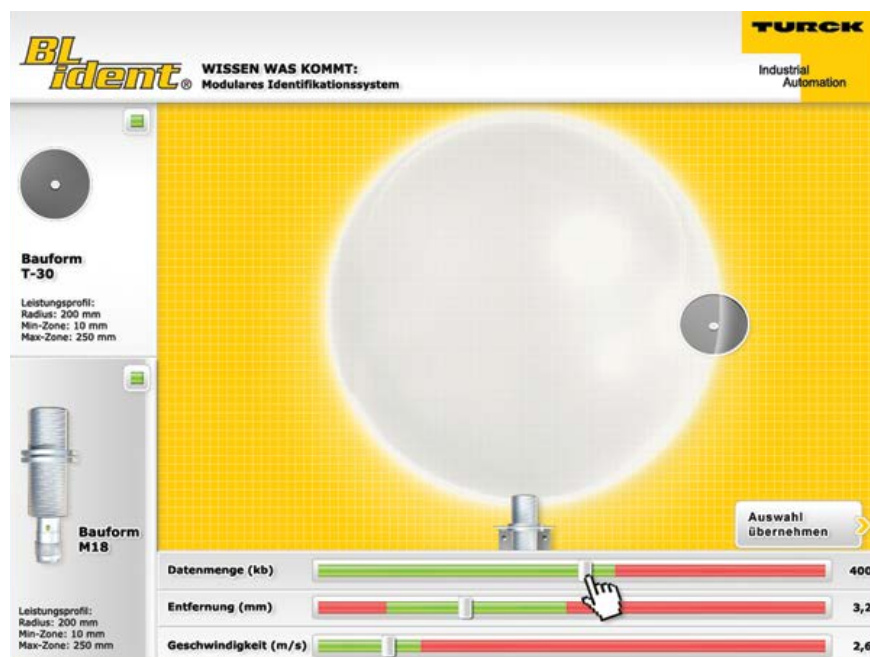 TURCK
Industrial
Automation
BL
ident®
WISSEN WAS KOMMT:
Modulares Identifikationssystem
Bauform
T-30
Leistungsprofil:
Radius: 200 mm
Min-Zone: 10 mm
Max-Zone: 250 mm
Bauform
M18
Leistungsprofil:
Radius: 200 mm
Min-Zone: 10 mm
Max-Zone: 250 mm
Auswahl
übernehmen
Datenmenge (kb) 400
Entfernung (mm) 3,2
Geschwindigkeit (m/s) 2,6